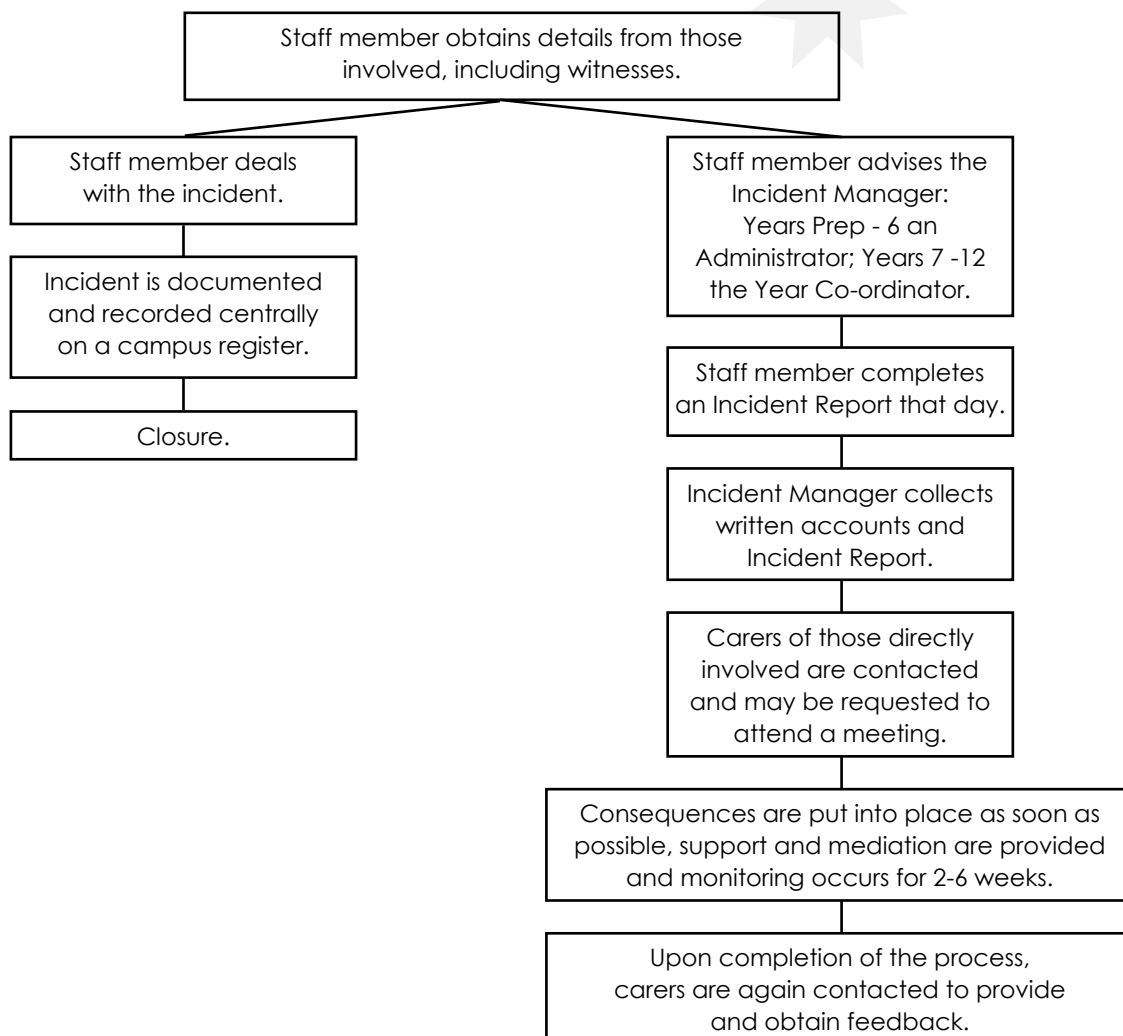 Staff member obtains details from those
involved, including witnesses.
Staff member deals
with the incident.
Incident is documented
and recorded centrally
on a campus register.
Closure.
Staff member advises the
Incident Manager:
Years Prep - 6 an
Administrator; Years 7 -12
the Year Co-ordinator.
Staff member completes
an Incident Report that day.
Incident Manager collects
written accounts and
Incident Report.
Carers of those directly
involved are contacted
and may be requested to
attend a meeting.
Consequences are put into place as soon as
possible, support and mediation are provided
and monitoring occurs for 2-6 weeks.
Upon completion of the process,
carers are again contacted to provide
and obtain feedback.